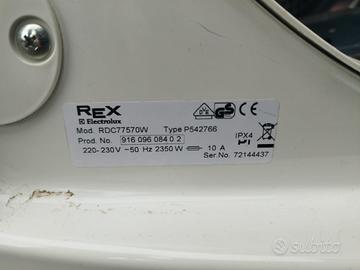 REX
Electrolux
Mod. RDC77570W Type P542766
Prod. No. 916 096 084 0 2
220-230V ~50 Hz 2350 W 10 A
IPX4
Ser.No. 72144437
subito